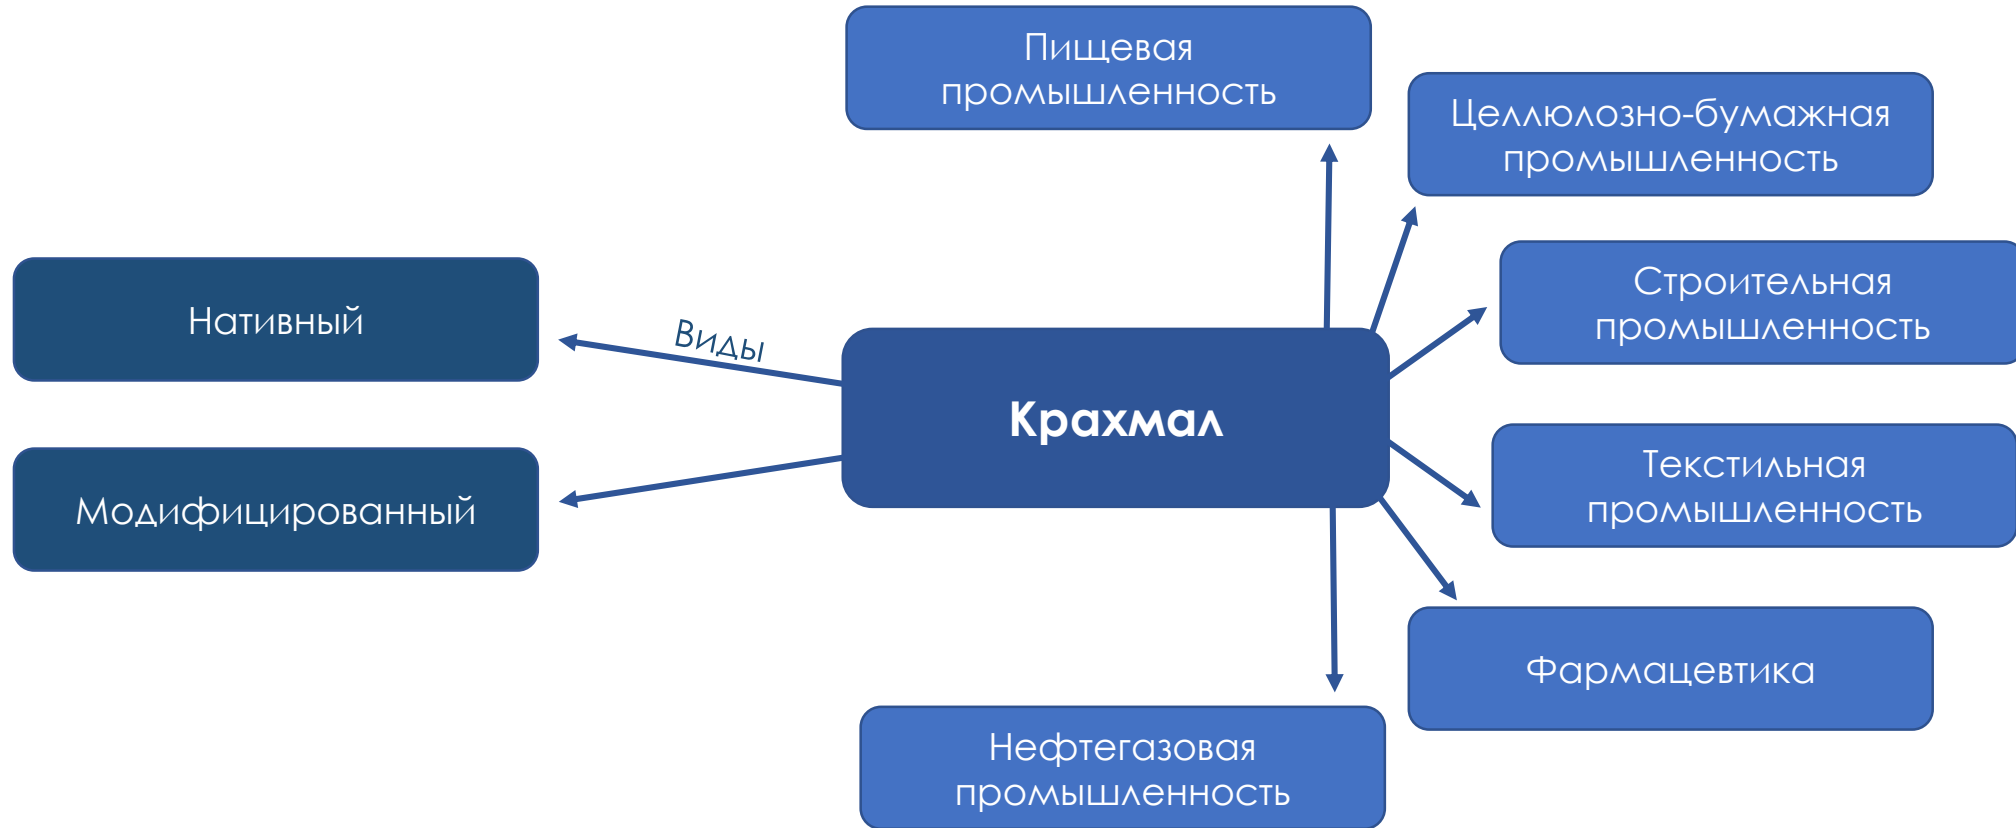 Пищевая
промышленность
Целлюлозно-бумажная
промышленность
Строительная
промышленность
Нативный
Виды
Крахмал
Текстильная
промышленность
Модифицированный
Фармацевтика
Нефтегазовая
промышленность